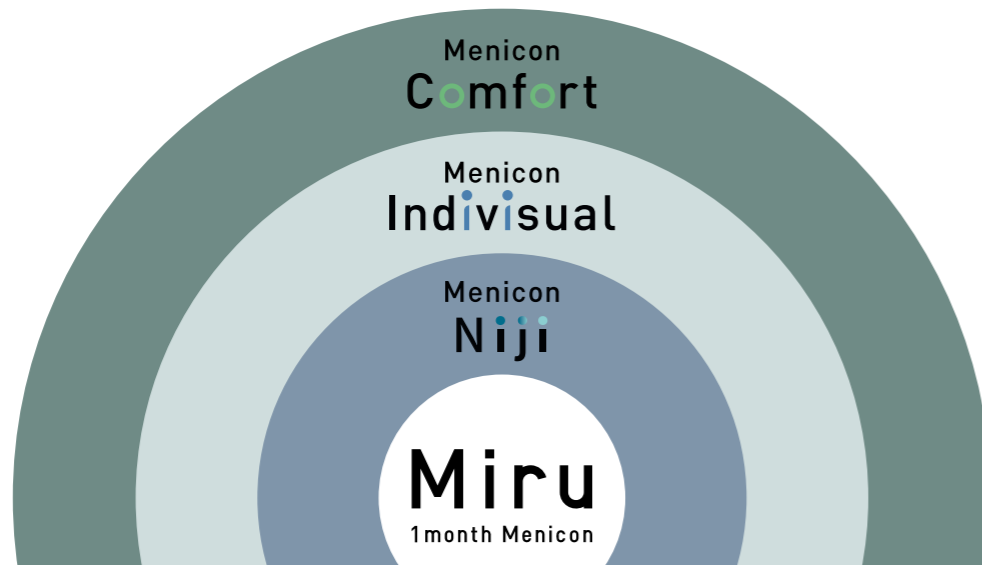 Menicon
Comfort
Menicon
Indivisual
Menicon
Niji
Miru
1month Menicon